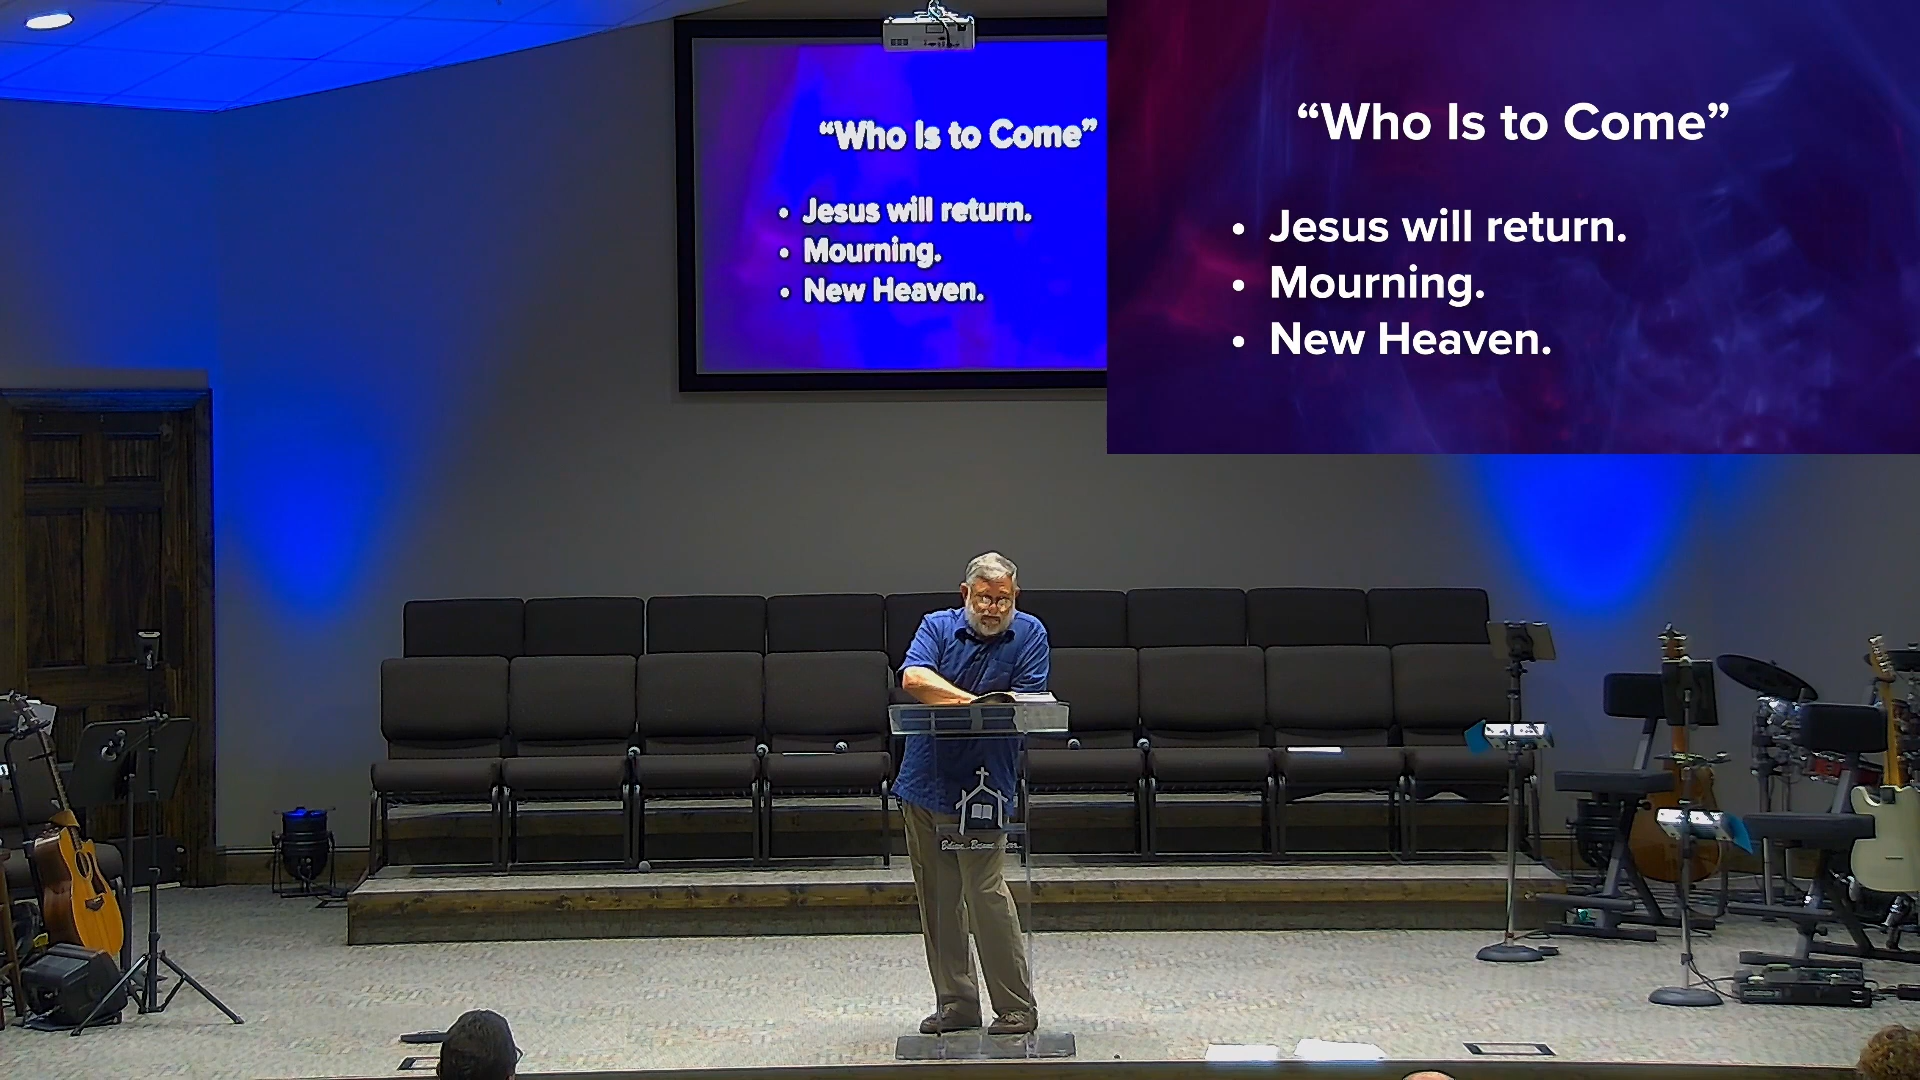 “Who Is to Come”
• Jesus will return.
• Mourning.
• New Heaven.
“Who Is to Come”
• Jesus will return.
• Mourning.
• New Heaven.